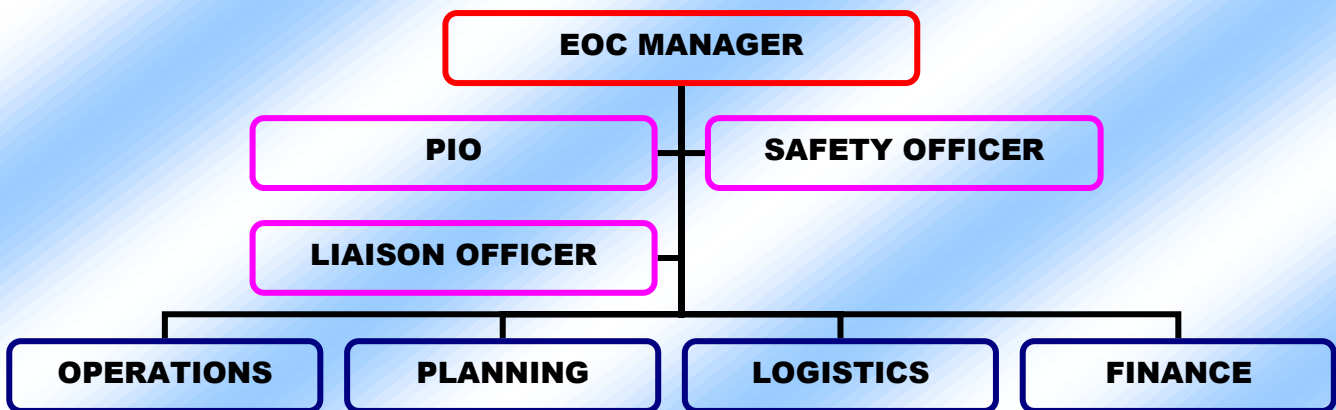 EOC MANAGER
PIO
SAFETY OFFICER
LIAISON OFFICER
OPERATIONS
PLANNING
LOGISTICS
FINANCE